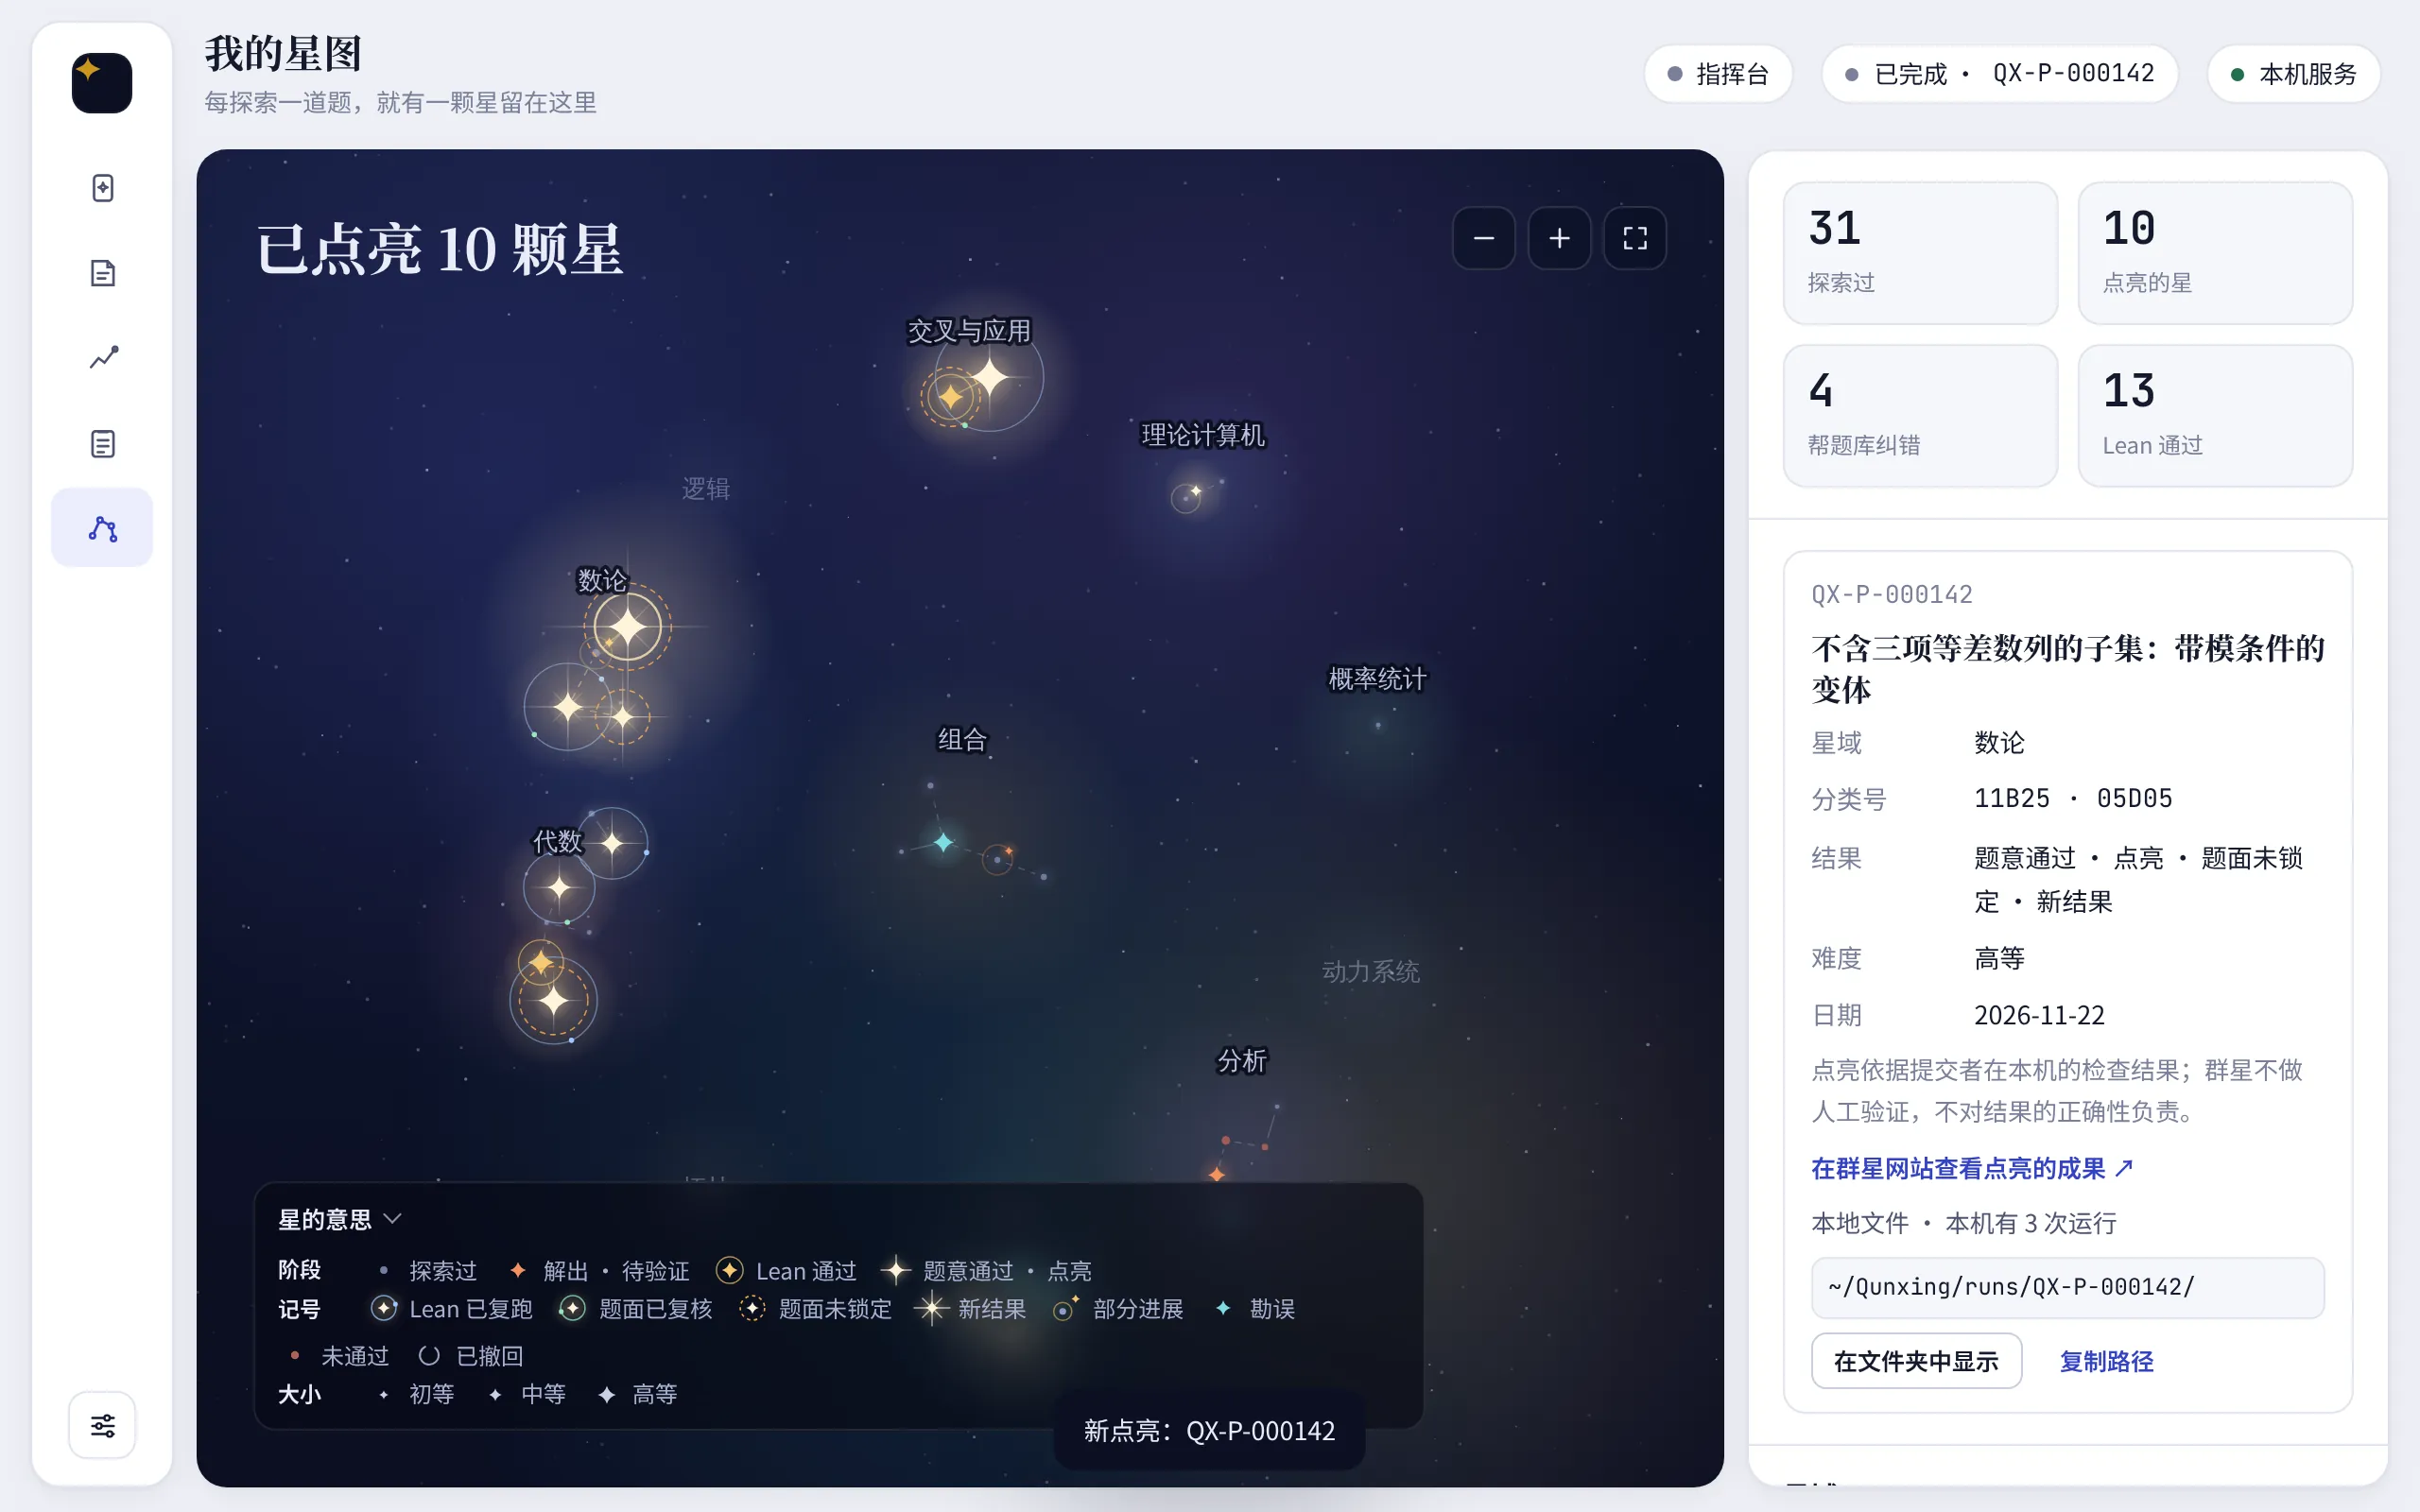 我的星图
每探索一道题，就有一颗星留在这里
指挥台
已完成 · QX-P-000142
本机服务
已点亮 10 颗星
交叉与应用
理论计算机
逻辑
数论
概率统计
组合
代数
动力系统
分析
星的意思
阶段 探索过 解出 · 待验证 Lean 通过 题意通过 · 点亮
记号 Lean 已复跑 题面已复核 题面未锁定 新结果 部分进展 勘误
未通过 已撤回
大小 初等 中等 高等
新点亮：QX-P-000142
31
探索过
10
点亮的星
4
帮题库纠错
13
Lean 通过
QX-P-000142
不含三项等差数列的子集：带模条件的
变体
星域 数论
分类号 11B25 · 05D05
结果 题意通过 · 点亮 · 题面未锁
定 · 新结果
难度 高等
日期 2026-11-22
点亮依据提交者在本机的检查结果；群星不做
人工验证，不对结果的正确性负责。
在群星网站查看点亮的成果 ↗
本地文件 · 本机有 3 次运行
~/Qunxing/runs/QX-P-000142/
在文件夹中显示 复制路径